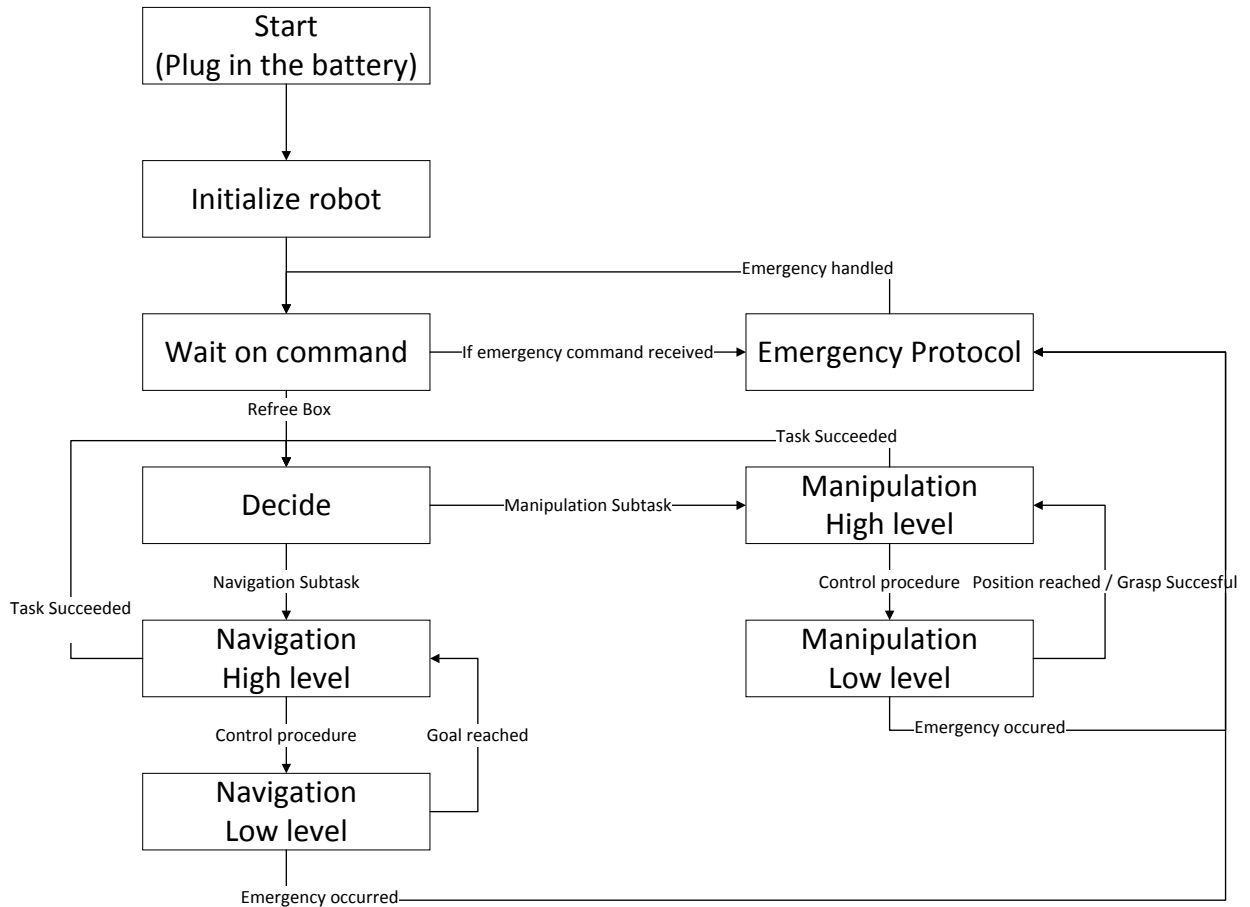 Start
(Plug in the battery)
Initialize robot
Emergency handled
Wait on command
If emergency command received
Emergency Protocol
Refree Box
Task Succeeded
Decide
Manipulation Subtask
Manipulation
High level
Navigation Subtask
Control procedure
Position reached / Grasp Succesful
Task Succeeded
Navigation
High level
Manipulation
Low level
Control procedure
Goal reached
Emergency occured
Navigation
Low level
Emergency occurred